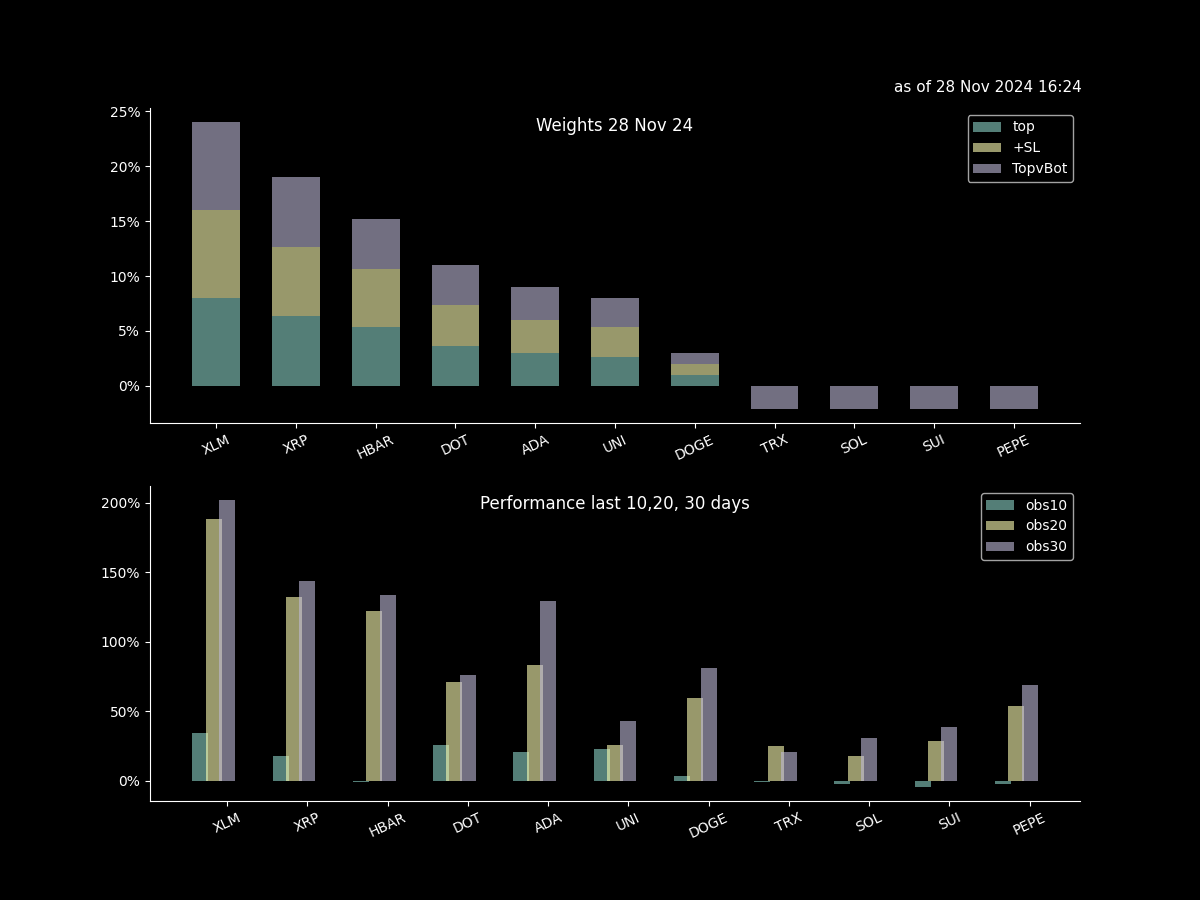 as of 28 Nov 2024 16:24
Weights 28 Nov 24
top
+SL
TopvBot
25%
20%
15%
10%
5%
0%
XLM XRP HBAR DOT ADA UNI DOGE TRX SOL SUI PEPE
Performance last 10,20, 30 days
obs10
obs20
obs30
200%
150%
100%
50%
0%
XLM XRP HBAR DOT ADA UNI DOGE TRX SOL SUI PEPE